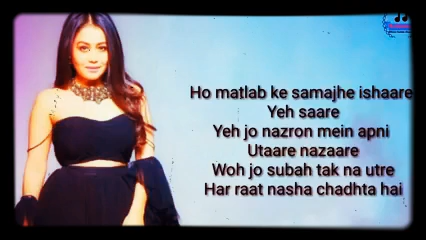 Ho matlab ke samajhe ishaare
Yeh saare
Yeh jo nazron mein apni
Utaare nazaare
Woh jo subah tak na utre
Har raat nasha chadhta hai